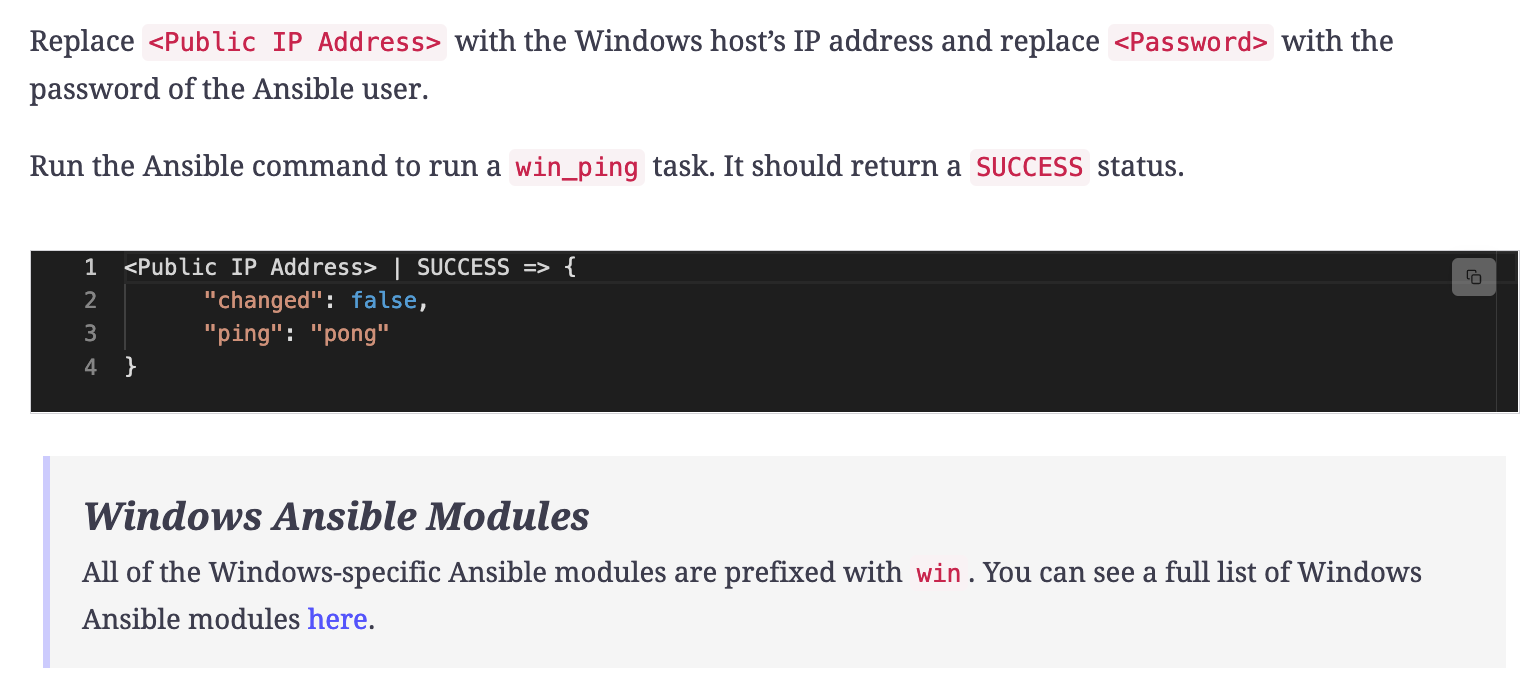 Replace <Public IP Address> with the Windows host’s IP address and replace <Password> with the
password of the Ansible user.
Run the Ansible command to run a win_ping task. It should return a SUCCESS status.
1 <Public IP Address> | SUCCESS => {
2 "changed": false,
3 "ping": "pong"
4 }
Windows Ansible Modules
All of the Windows-specific Ansible modules are prefixed with win. You can see a full list of Windows
Ansible modules here.